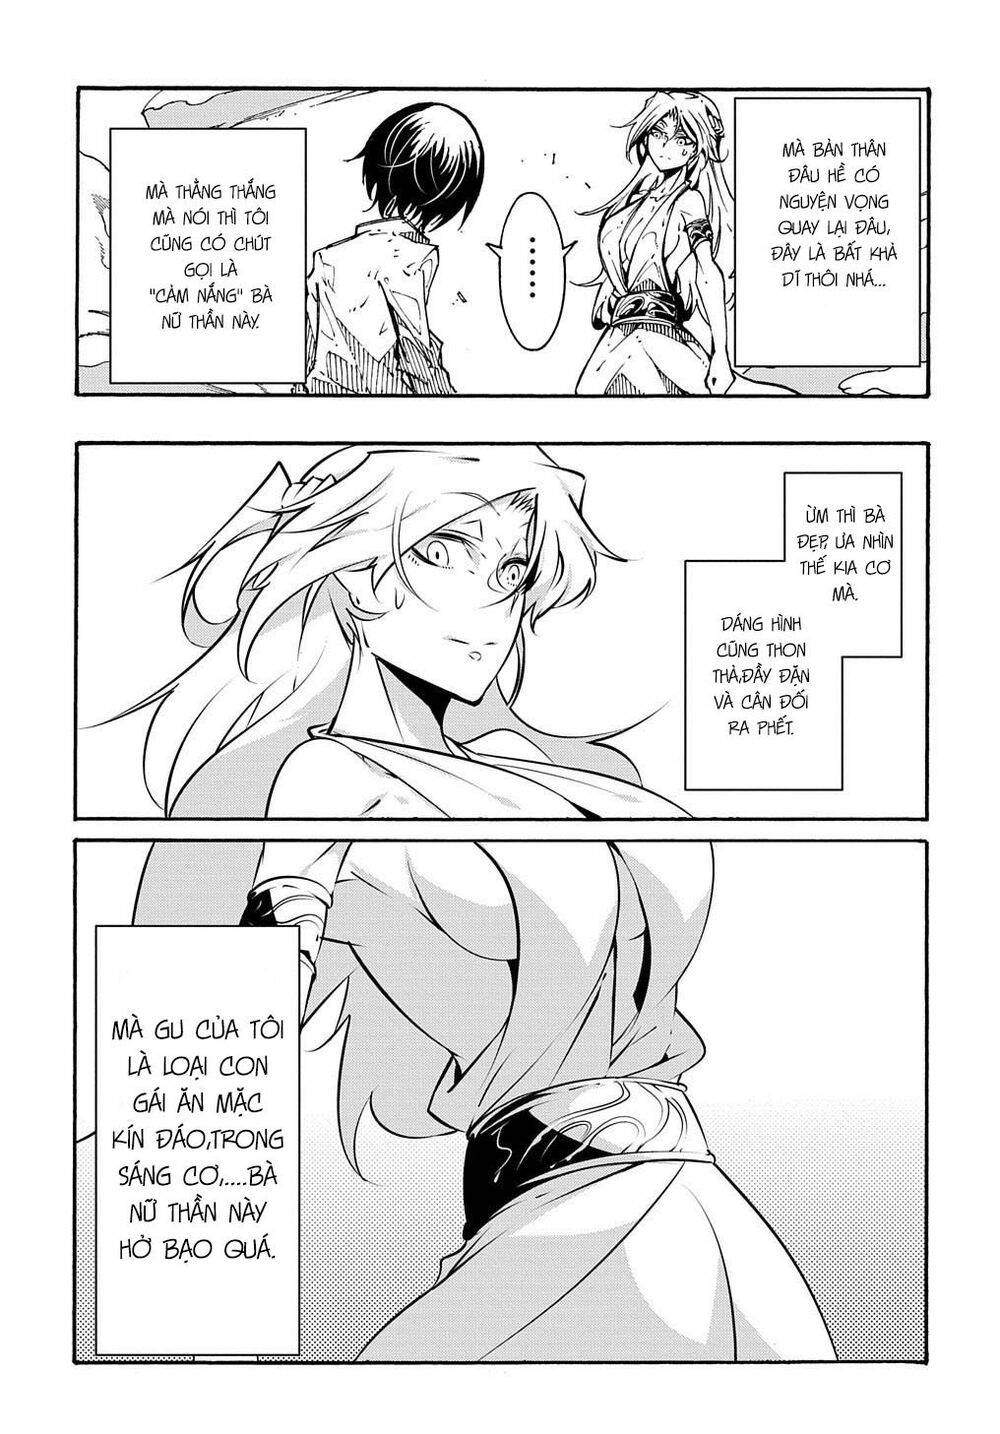 MÀ BẢN THÂN
ĐÂU HỀ CÓ
NGUYỆN VỌNG
QUAY LẠI ĐÂU,
ĐÂY LÀ BẤT KHẢ
DĨ THÔI NHÁ...
......
MÀ THẲNG THẮNG
MÀ NÓI THÌ TÔI
CŨNG CÓ CHÚT
GỌI LÀ
"CẢM NẮNG" BÀ
NỮ THẦN NÀY.
ỪM THÌ BÀ
ĐẸP, ƯA NHÌN
THẾ KIA CƠ
MÀ.
DÁNG HÌNH
CŨNG THON
THẢ,ĐẦY ĐẶN
VÀ CÂN ĐỐI
RA PHẾT.
MÀ GU CỦA TÔI
LÀ LOẠI CON
GÁI ĂN MẶC
KÍN ĐÁO,TRONG
SÁNG CƠ,....BÀ
NỮ THẦN NÀY
HỞ BẠO QUÁ.